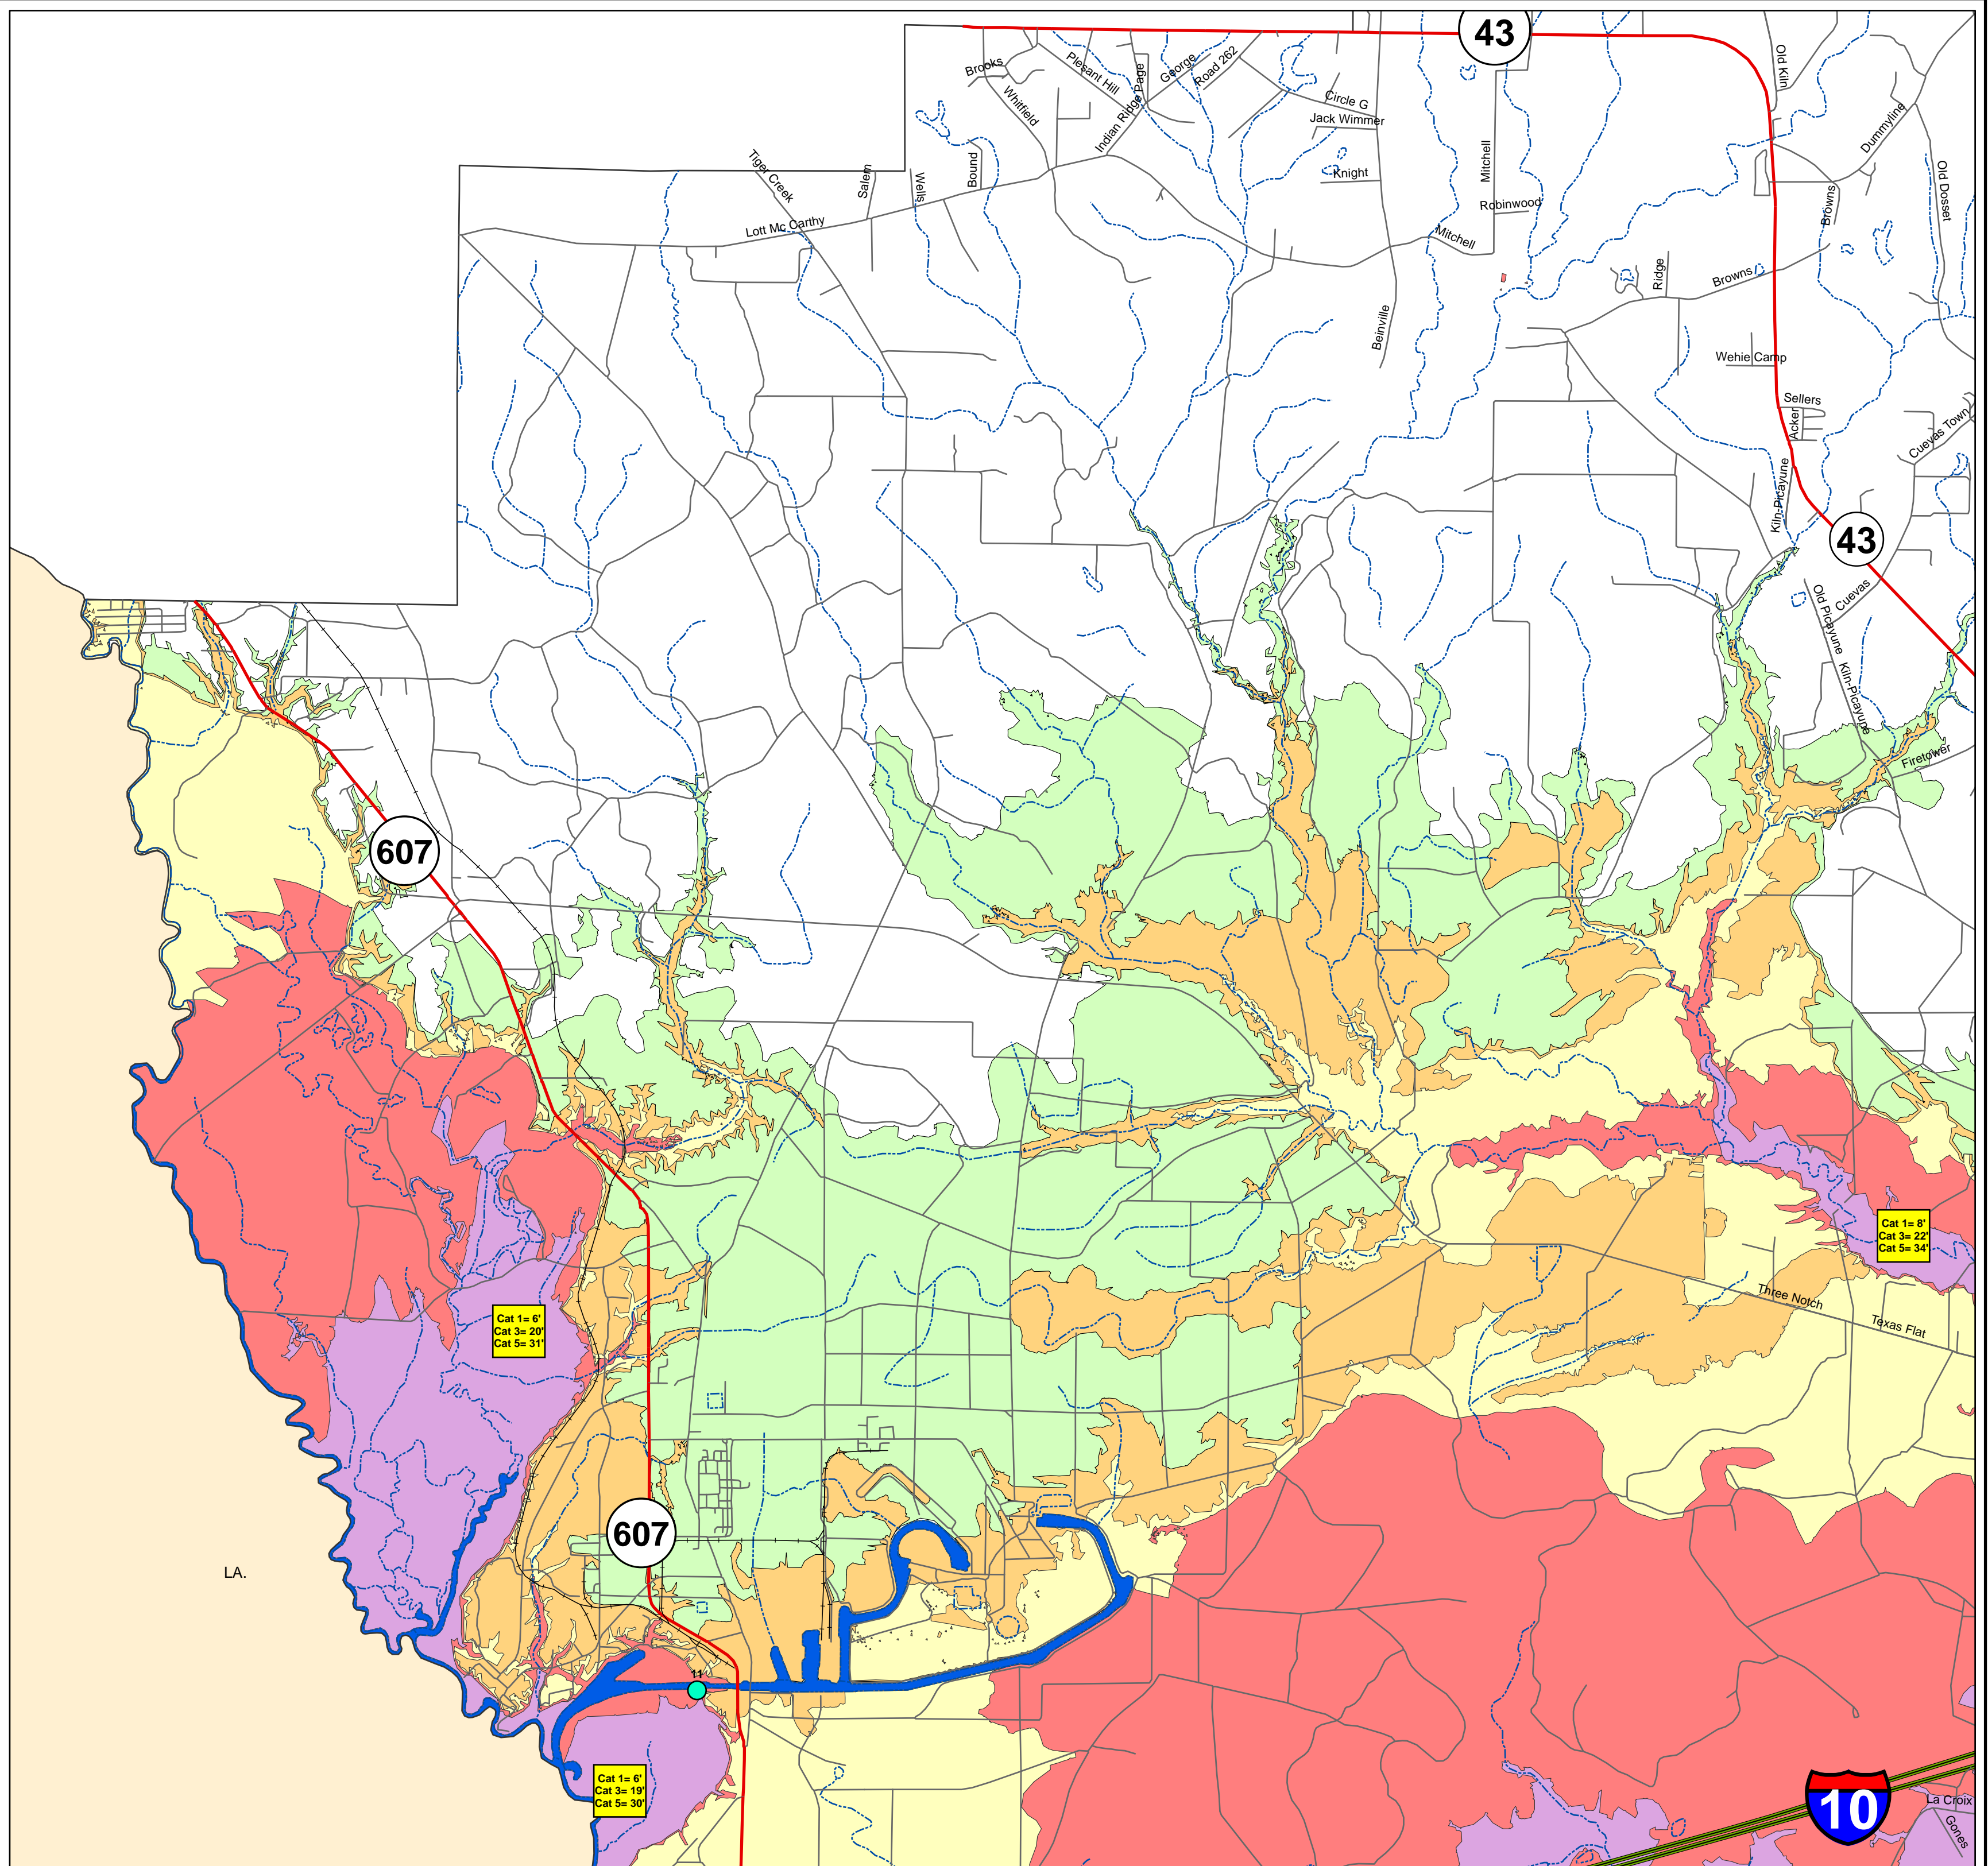 43
Brooks
Plesant Hill
Page
George
Road 262
Old Kiln
Whitfield
Indian Ridge
Circle G
Jack Wimmer
Dummyline
Tiger Creek
Salem
Wells
Bound
Knight
Mitchell
Old Dosset
Lott Mc Carthy
Robinwood
Browns
Mitchell
Ridge
Browns
Beinville
Wehie Camp
Sellers
Acker
Cuevas Town
Kiln-Picayune
43
Cuevas
Old Picayune
Kiln-Picayune
Firetower
607
Cat 1= 8'
Cat 3= 22'
Cat 5= 34'
Three Notch
Texas Flat
Cat 1= 6'
Cat 3= 20'
Cat 5= 31'
607
LA.
11
Cat 1= 6'
Cat 3= 19'
Cat 5= 30'
10
La Croix
Gones